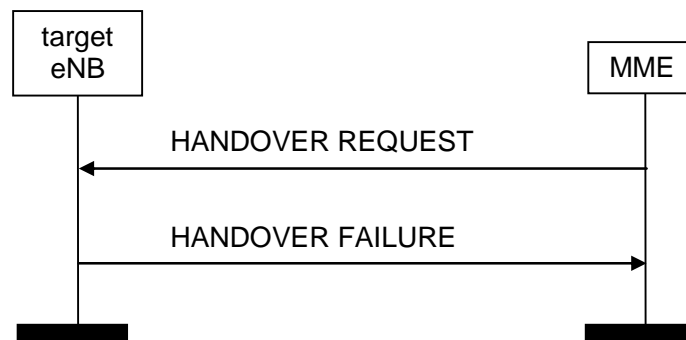 target
eNB
MME
HANDOVER REQUEST
HANDOVER FAILURE